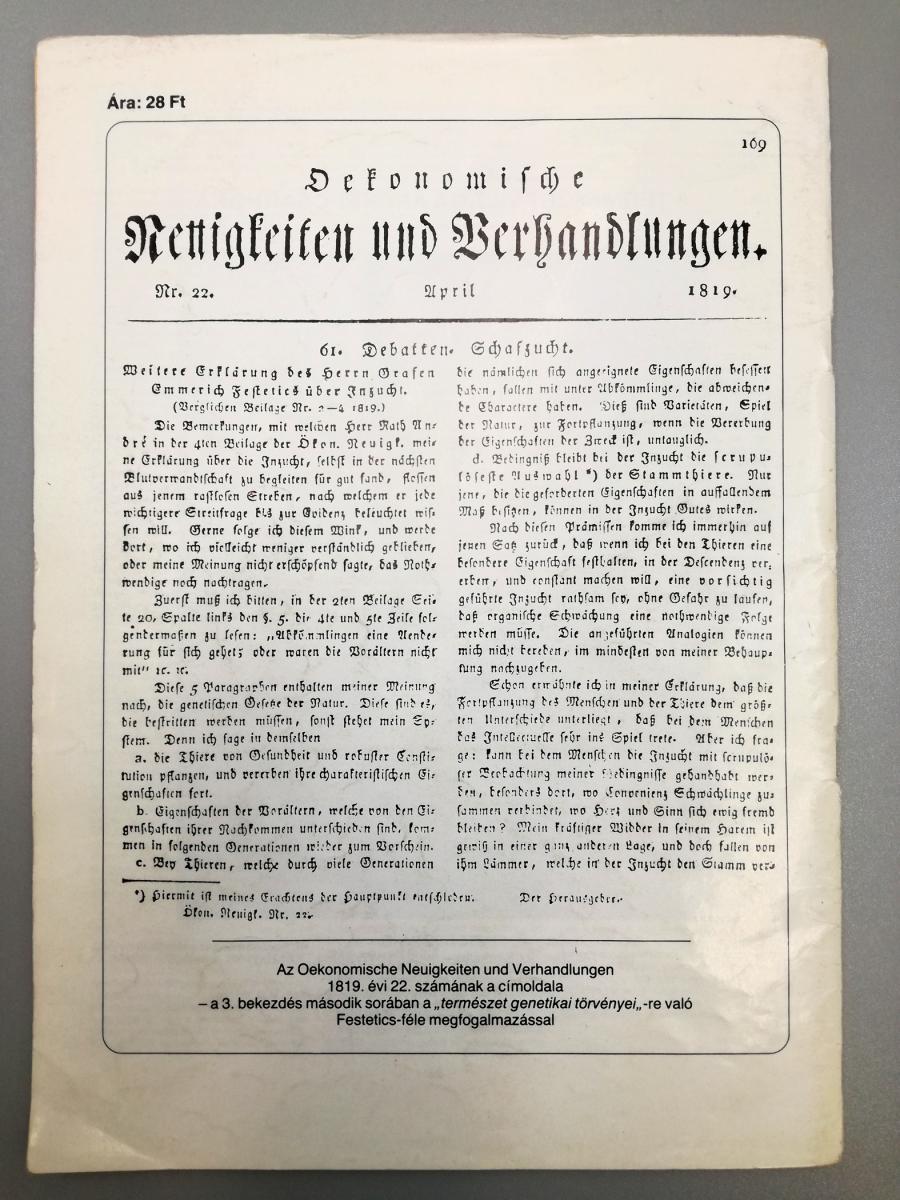 Ára: 28 Ft
169
Oekonomische
Neuigkeiten und Verhandlungen.
Nr. 22.
April
1819.
61. Debatten. Schafzucht.
Weitere Erklärung des Herrn Grafen
Emmerich Festetics über Inzucht.
(Verglichen Beilage Nr. 2—4 1819.)
Die Bemerkungen, mit welchen Herr Rath An=
dré in der 4ten Beilage der Ökon. Neuigk. mei=
ne Erklärung über die Inzucht, selbst in der nächsten
Blutverwandtschaft zu begleiten für gut fand, flossen
aus jenem rastlosen Streben, nach welchem er jede
wichtigere Streitfrage bis zur Evidenz beleuchtet wis=
sen will. Gerne folge ich diesem Wink, und werde
dort, wo ich vielleicht weniger verständlich geblieben,
oder meine Meinung nicht erschöpfend sagte, das Noth=
wendige noch nachtragen.
Zuerst muß ich bitten, in der 2ten Beilage Sei=
te 20, Spalte links den §. 5. die 4te und 5te Zeile fol=
gendermaßen zu lesen: „Abkömmlingen eine Aende=
rung für sich gehet; oder waren die Vorältern nicht
mit“ ꝛc. ꝛc.
Diese 5 Paragraphen enthalten meiner Meinung
nach, die genetischen Gesetze der Natur. Diese sind es,
die bestritten werden müssen, sonst stehet mein Sy=
stem. Denn ich sage in demselben
a. die Thiere von Gesundheit und robuster Consti=
tution pflanzen, und vererben ihre charakteristischen Ei=
genschaften fort.
b. Eigenschaften der Vorältern, welche von den Ei=
genschaften ihrer Nachkommen unterschieden sind, kom=
men in folgenden Generationen wieder zum Vorschein.
c. Bey Thieren, welche durch viele Generationen
die nämlichen sich angeeignete Eigenschaften besessen
haben, fallen mit unter Abkömmlinge, die abweichen=
de Charactere haben. Dieß sind Varietäten, Spiel
der Natur, zur Fortpflanzung, wenn die Vererbung
der Eigenschaften der Zweck ist, untauglich.
d. Bedingniß bleibt bei der Inzucht die scrupu=
löseste Auswahl *) der Stammthiere. Nur
jene, die die geforderten Eigenschaften in auffallendem
Maß besitzen, können in der Inzucht Gutes wirken.
Nach diesen Prämissen komme ich immerhin auf
jenen Satz zurück, daß wenn ich bei den Thieren eine
besondere Eigenschaft festhalten, in der Descendenz ver=
erben, und constant machen will, eine vorsichtig
geführte Inzucht rathsam sey, ohne Gefahr zu laufen,
daß organische Schwächung eine nothwendige Folge
werden müsse. Die angeführten Analogien können
mich nicht bereden, im mindesten von meiner Behaup=
tung nachzugeben.
Schon erwähnte ich in meiner Erklärung, daß die
Fortpflanzung des Menschen und der Thiere dem größ=
ten Unterschiede unterliegt, daß bei dem Menschen
das Intellectuelle sehr ins Spiel trete. Aber ich fra=
ge: kann bei dem Menschen die Inzucht mit scrupulö=
ser Beobachtung meiner Bedingnisse gehandhabt wer=
den, besonders dort, wo Convenienz Schwächlinge zu=
sammen verbindet, wo Herz und Sinn sich ewig fremd
bleiben? Mein kräftiger Widder in seinem Harem ist
gewiß in einer ganz anderen Lage, und doch fallen von
ihm Lämmer, welche in der Inzucht den Stamm ver=
*) Hiermit ist meines Erachtens der Hauptpunkt entschieden. Der Herausgeber.
Ökon. Neuigk. Nr. 22.
Az Oekonomische Neuigkeiten und Verhandlungen
1819. évi 22. számának a címoldala
– a 3. bekezdés második sorában a „természet genetikai törvényei„-re való
Festetics-féle megfogalmazással